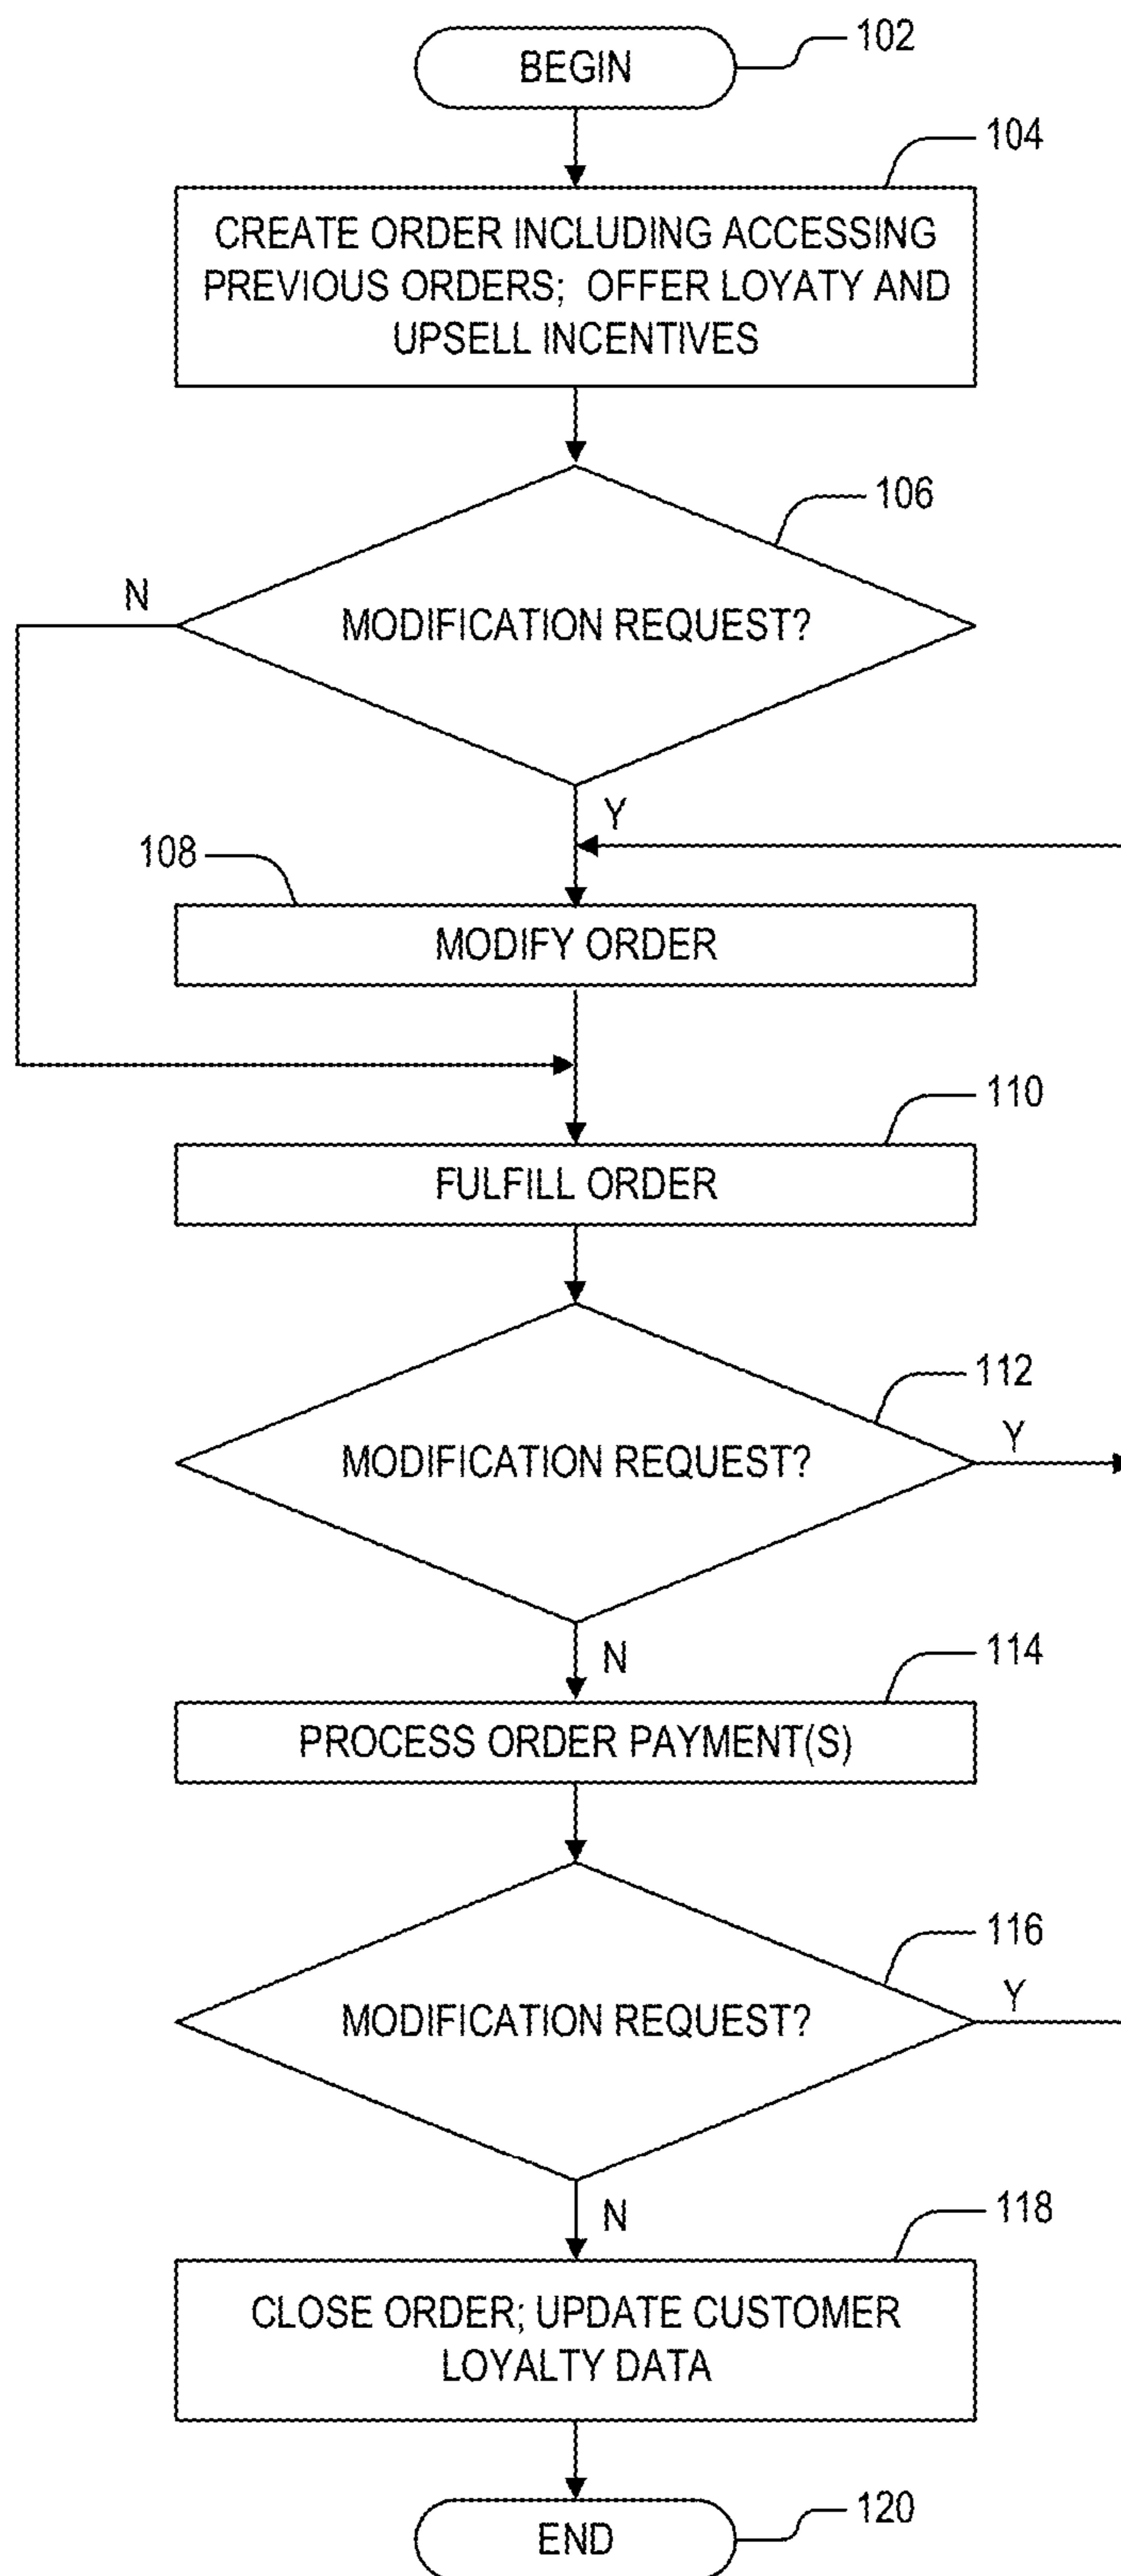 BEGIN
102
104
CREATE ORDER INCLUDING ACCESSING
PREVIOUS ORDERS; OFFER LOYATY AND
UPSELL INCENTIVES
106
N
MODIFICATION REQUEST?
Y
108
MODIFY ORDER
110
FULFILL ORDER
112
Y
MODIFICATION REQUEST?
N
114
PROCESS ORDER PAYMENT(S)
116
Y
MODIFICATION REQUEST?
N
118
CLOSE ORDER; UPDATE CUSTOMER
LOYALTY DATA
120
END